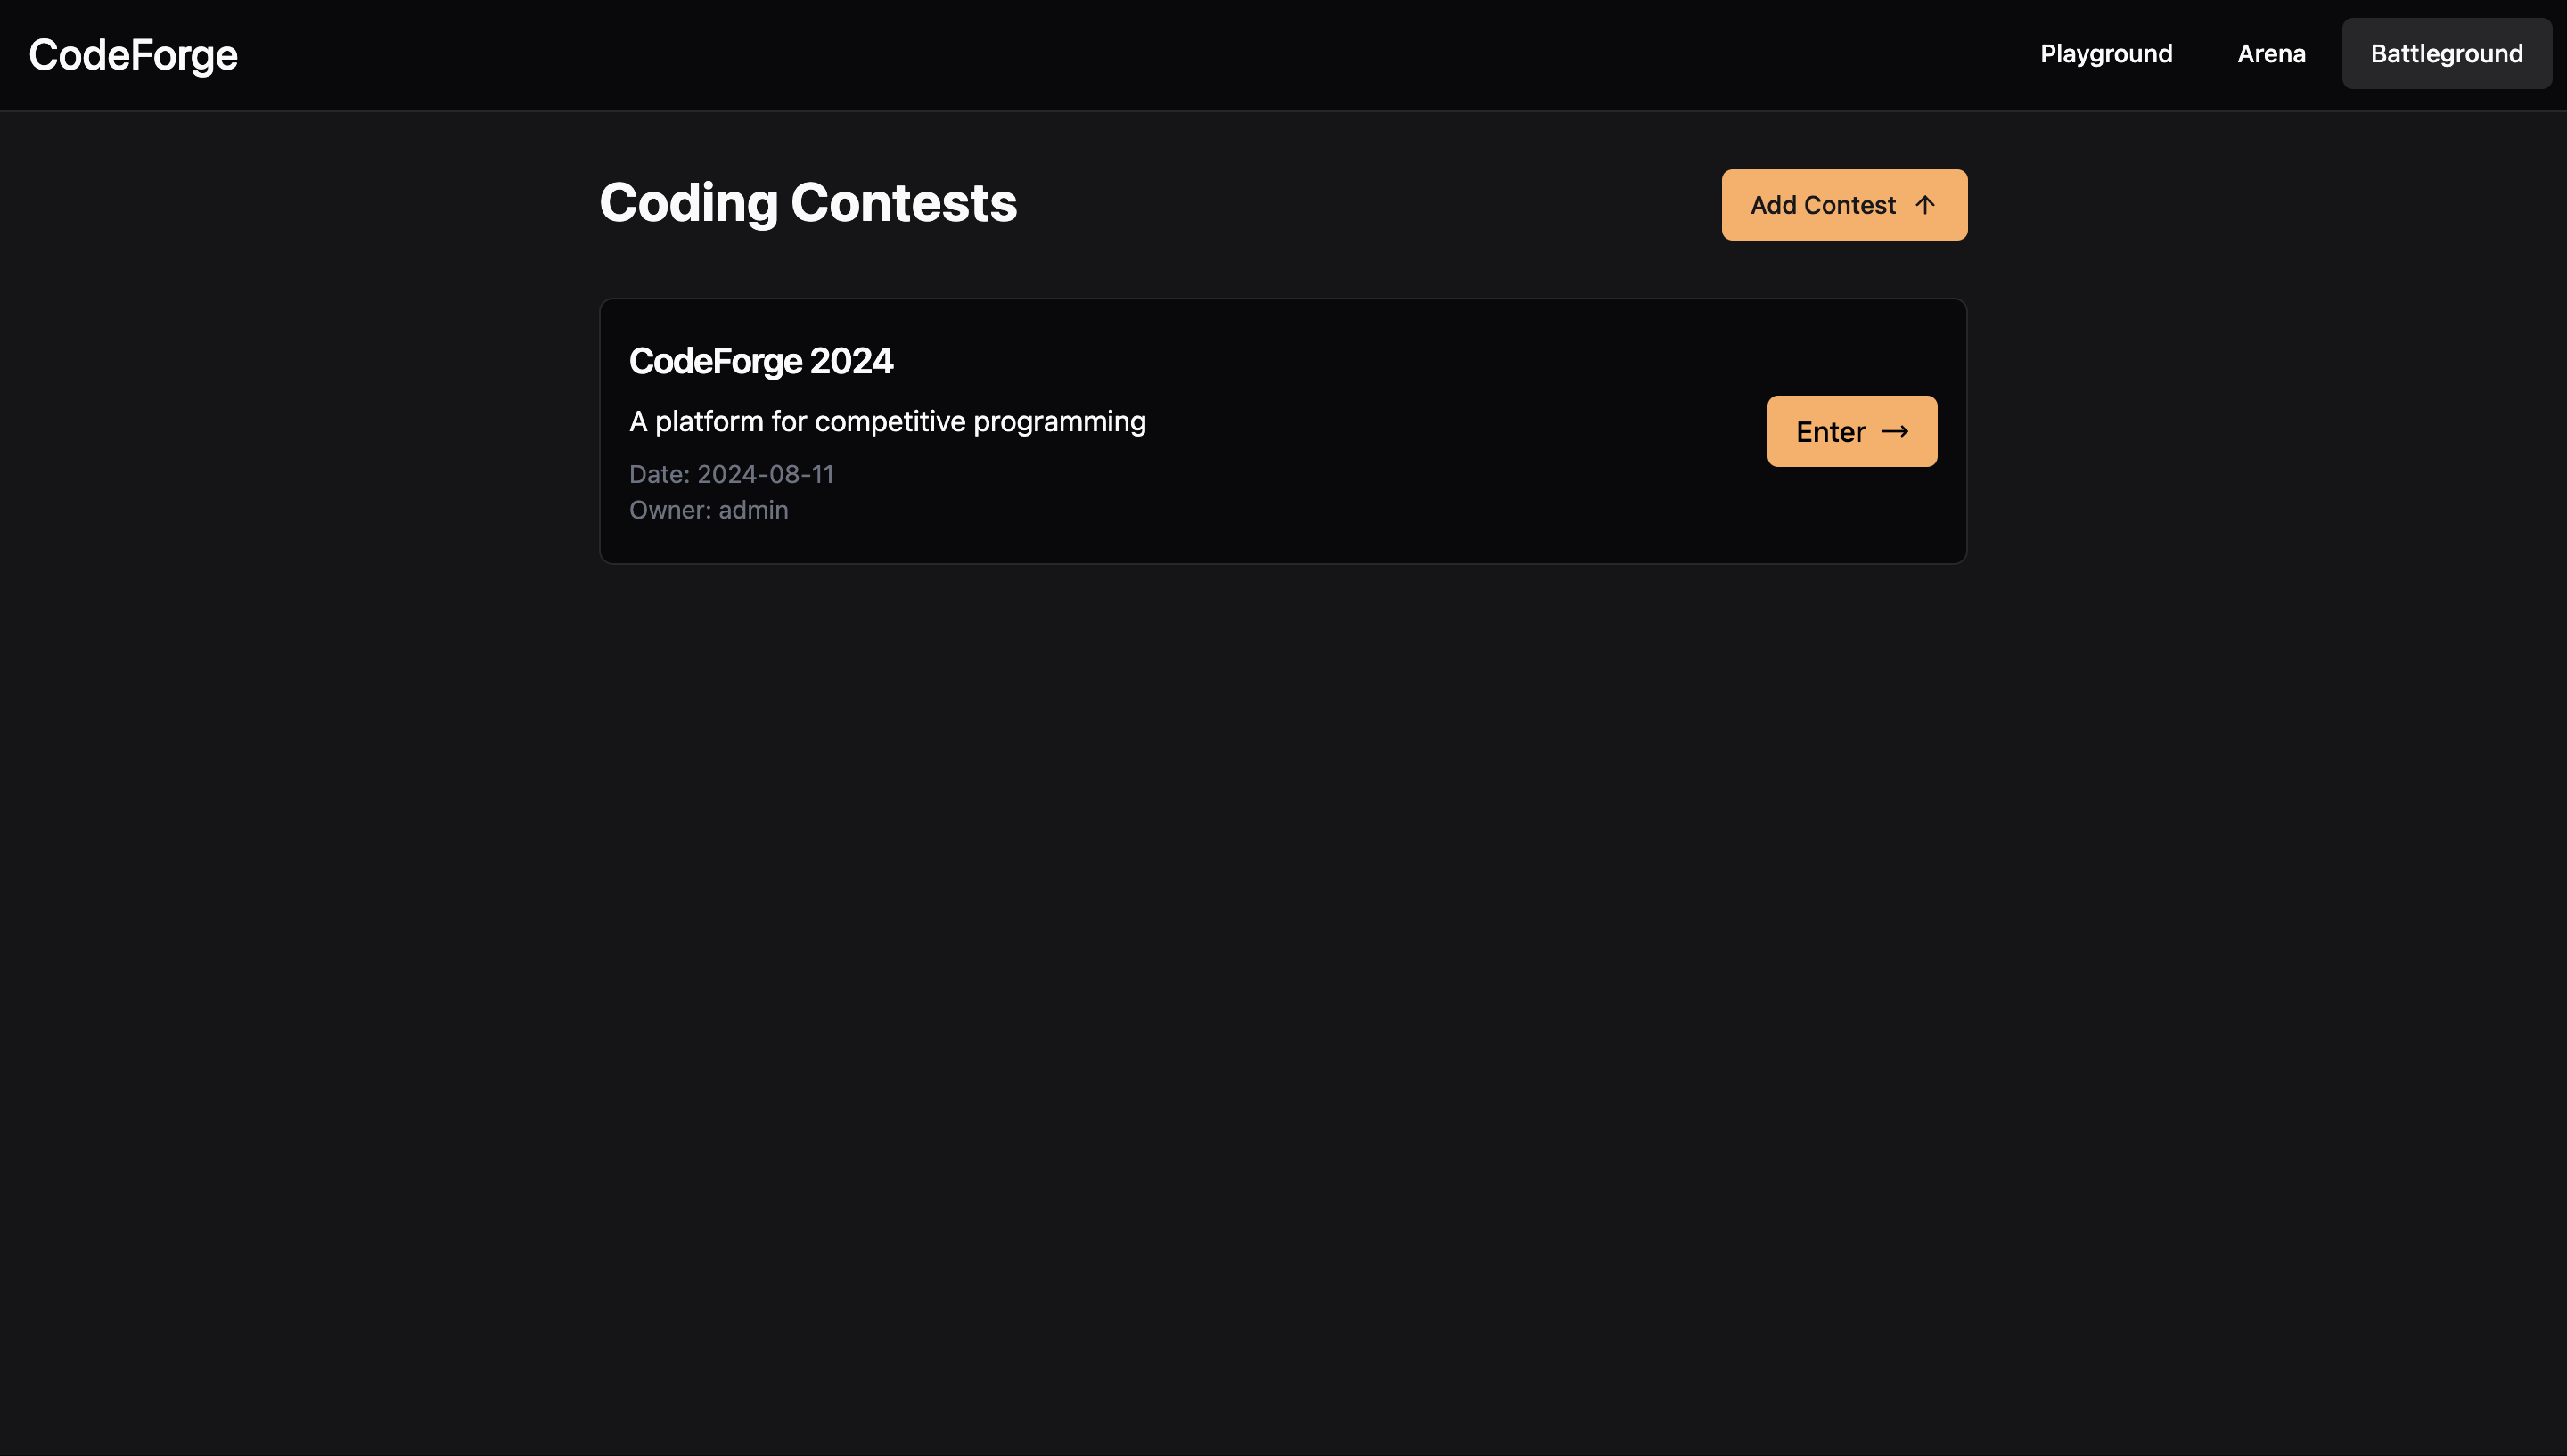 CodeForge
Playground
Arena
Battleground
Coding Contests
Add Contest ↑
CodeForge 2024
A platform for competitive programming
Date: 2024-08-11
Owner: admin
Enter →